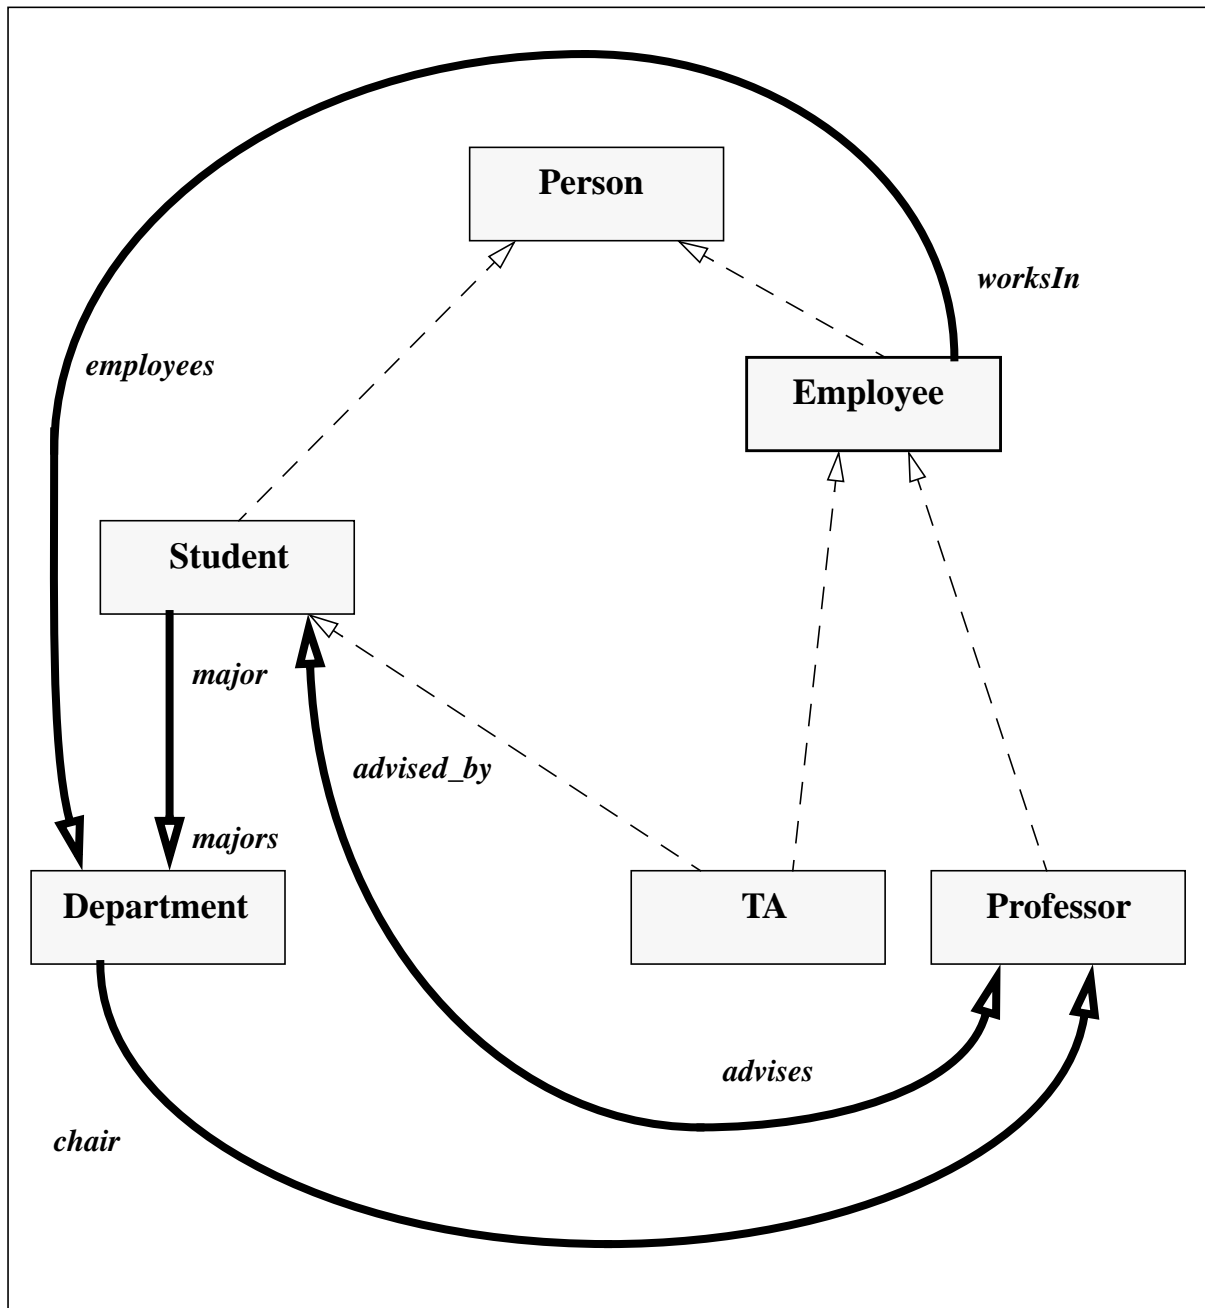 Person
worksIn
employees
Employee
Student
major
advised_by
majors
Department
TA
Professor
advises
chair